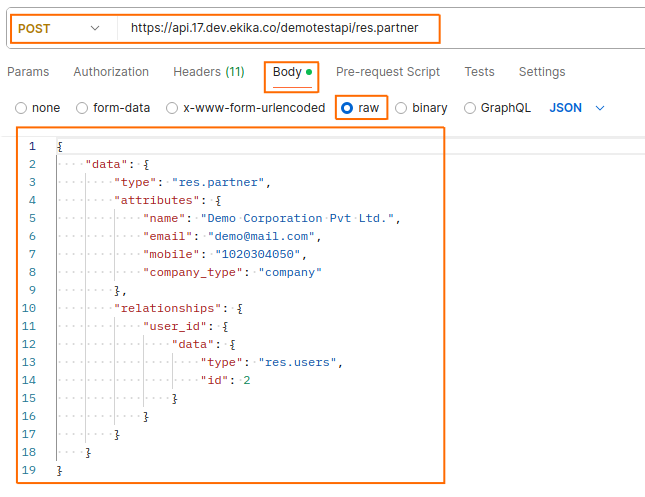 POST https://api.17.dev.ekika.co/demotestapi/res.partner
Params Authorization Headers (11) Body Pre-request Script Tests Settings
none form-data x-www-form-urlencoded raw binary GraphQL JSON
1 {
2 "data": {
3 "type": "res.partner",
4 "attributes": {
5 "name": "Demo Corporation Pvt Ltd.",
6 "email": "demo@mail.com",
7 "mobile": "1020304050",
8 "company_type": "company"
9 },
10 "relationships": {
11 "user_id": {
12 "data": {
13 "type": "res.users",
14 "id": 2
15 }
16 }
17 }
18 }
19 }